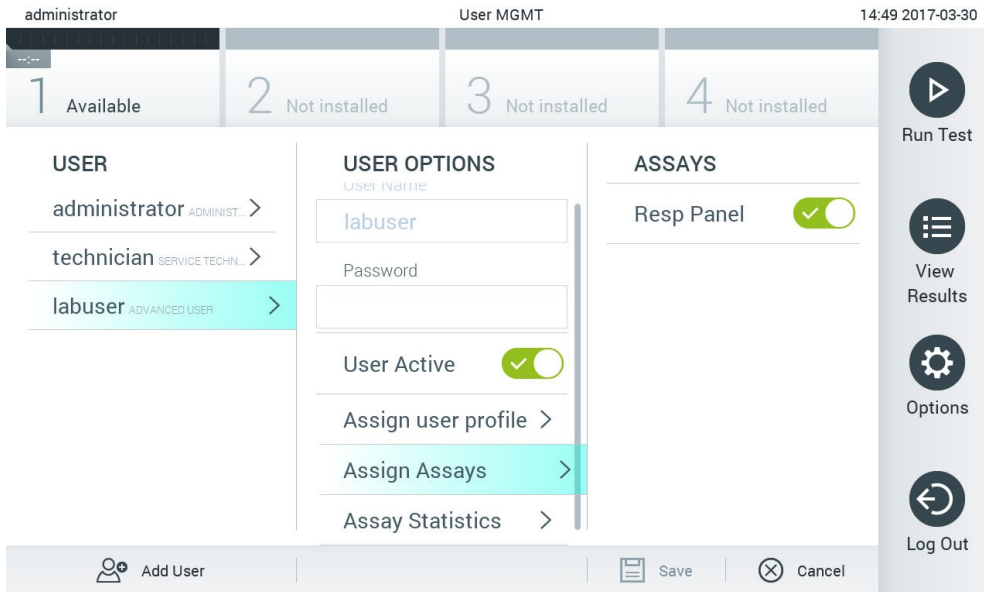 administrator User MGMT 14:49 2017-03-30
--:--
1 Available 2 Not installed 3 Not installed 4 Not installed
Run Test
USER USER OPTIONS ASSAYS
User Name
administrator ADMINIST... >
labuser
Resp Panel
technician SERVICE TECHN... >
Password
View
Results
labuser ADVANCED USER >
User Active
Options
Assign user profile >
Assign Assays >
Assay Statistics >
Log Out
Add User Save Cancel